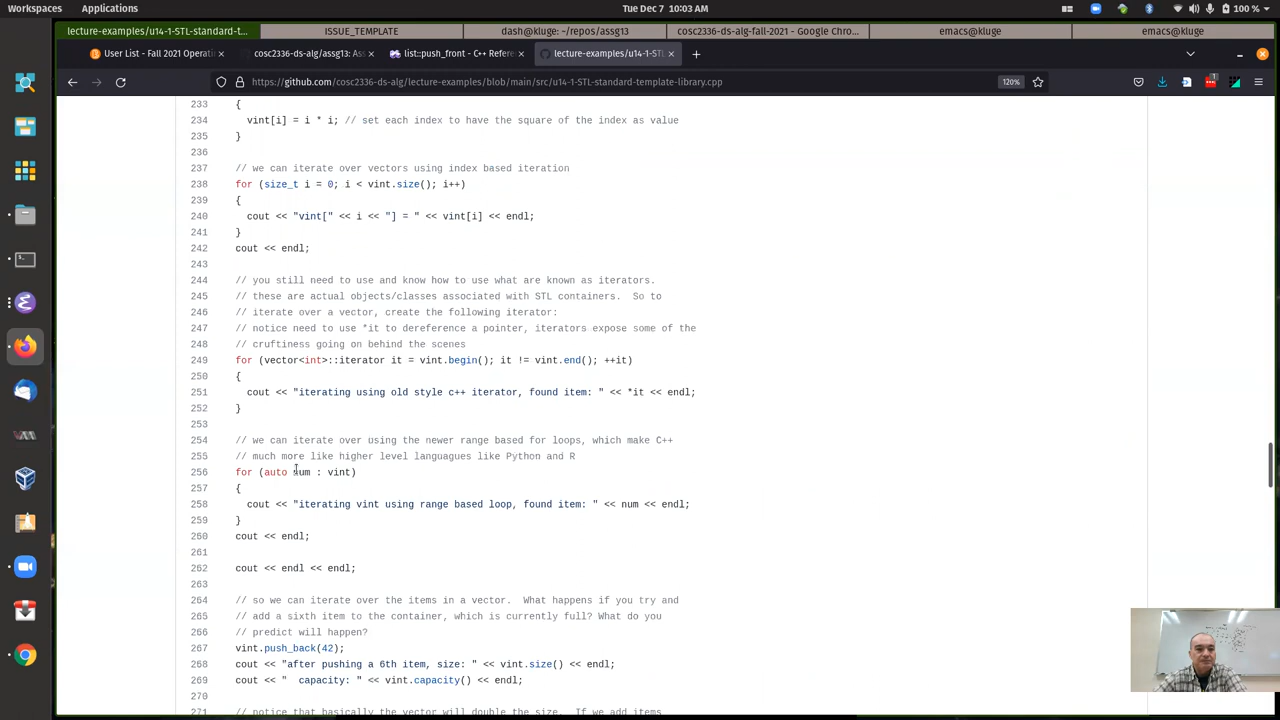 Workspaces Applications Tue Dec 7 10:03 AM 100 %
lecture-examples/u14-1-STL-standard-t... ISSUE_TEMPLATE dash@kluge: ~/repos/assg13 cosc2336-ds-alg-fall-2021 - Google Chro... emacs@kluge emacs@kluge
User List - Fall 2021 Operati cosc2336-ds-alg/assg13: As list::push_front - C++ Refere lecture-examples/u14-1-STL
https://github.com/cosc2336-ds-alg/lecture-examples/blob/main/src/u14-1-STL-standard-template-library.cpp 120%
233 {
234 vint[i] = i * i; // set each index to have the square of the index as value
235 }
236
237 // we can iterate over vectors using index based iteration
238 for (size_t i = 0; i < vint.size(); i++)
239 {
240 cout << "vint[" << i << "] = " << vint[i] << endl;
241 }
242 cout << endl;
243
244 // you still need to use and know how to use what are known as iterators.
245 // these are actual objects/classes associated with STL containers.  So to
246 // iterate over a vector, create the following iterator:
247 // notice need to use *it to dereference a pointer, iterators expose some of the
248 // cruftiness going on behind the scenes
249 for (vector<int>::iterator it = vint.begin(); it != vint.end(); ++it)
250 {
251 cout << "iterating using old style c++ iterator, found item: " << *it << endl;
252 }
253
254 // we can iterate over using the newer range based for loops, which make C++
255 // much more like higher level languagues like Python and R
256 for (auto num : vint)
257 {
258 cout << "iterating vint using range based loop, found item: " << num << endl;
259 }
260 cout << endl;
261
262 cout << endl << endl;
263
264 // so we can iterate over the items in a vector.  What happens if you try and
265 // add a sixth item to the container, which is currently full? What do you
266 // predict will happen?
267 vint.push_back(42);
268 cout << "after pushing a 6th item, size: " << vint.size() << endl;
269 cout << "  capacity: " << vint.capacity() << endl;
270
271 // notice that basically the vector will double the size.  If we add items